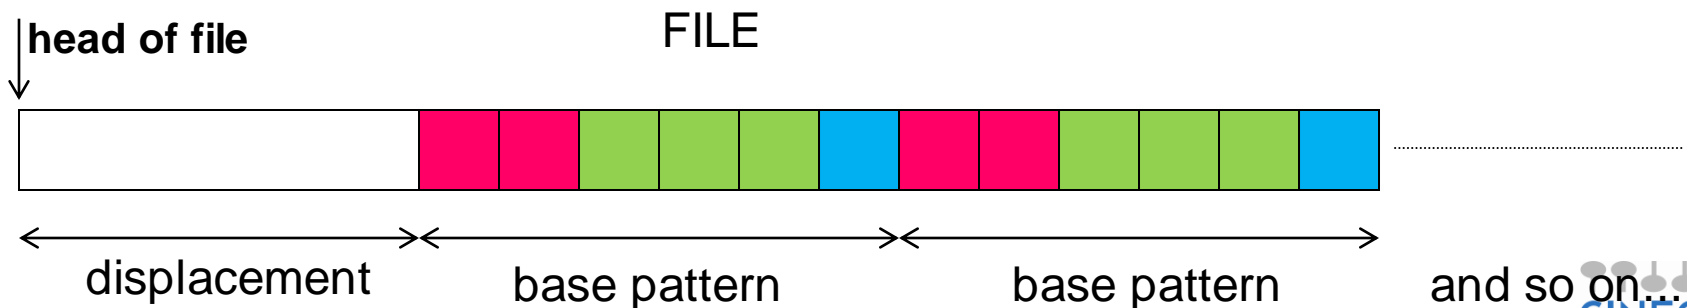 FILE
head of file
displacement
base pattern
base pattern
and so on...